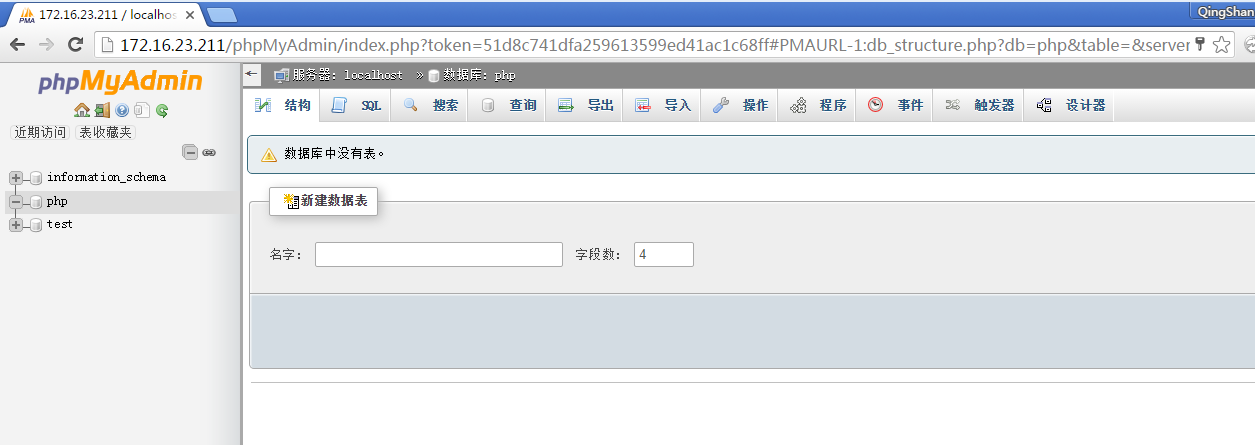 172.16.23.211 / localhos
QingShan
172.16.23.211/phpMyAdmin/index.php?token=51d8c741dfa259613599ed41ac1c68ff#PMAURL-1:db_structure.php?db=php&table=&server
phpMyAdmin
近期访问 表收藏夹
information_schema
php
test
服务器: localhost » 数据库: php
结构 SQL 搜索 查询 导出 导入 操作 程序 事件 触发器 设计器
数据库中没有表。
新建数据表
名字: 字段数: 4